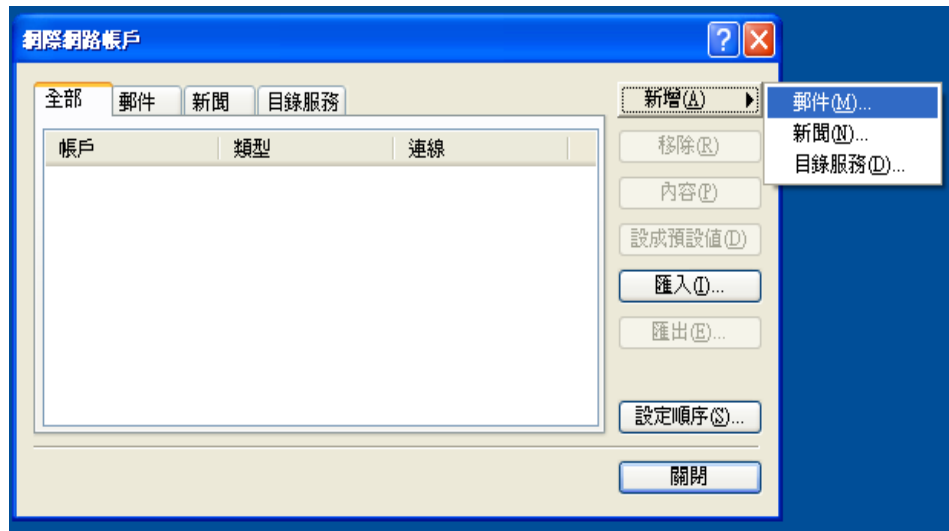 網際網路帳戶
全部 郵件 新聞 目錄服務
帳戶 類型 連線
新增(A)
移除(R)
內容(P)
設成預設值(D)
匯入(I)...
匯出(E)...
設定順序(S)...
關閉
郵件(M)...
新聞(N)...
目錄服務(D)...